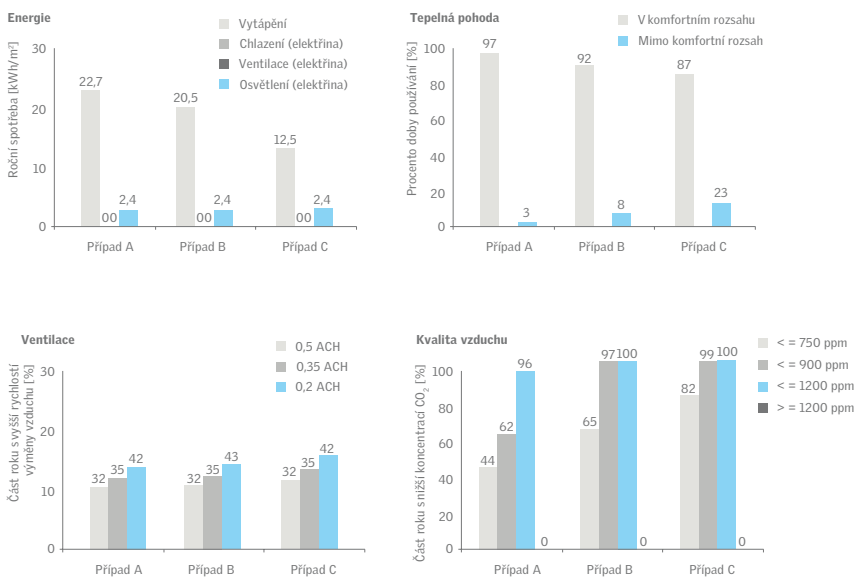 Energie
Vytápění
Chlazení (elektřina)
Ventilace (elektřina)
Osvětlení (elektřina)
Roční spotřeba [kWh/m²]
30
20
10
0
22,7
00
2,4
20,5
00
2,4
12,5
00
2,4
Případ A
Případ B
Případ C
Tepelná pohoda
V komfortním rozsahu
Mimo komfortní rozsah
Procento doby používání [%]
100
80
60
40
20
0
97
3
92
8
87
23
Případ A
Případ B
Případ C
Ventilace
0,5 ACH
0,35 ACH
0,2 ACH
Část roku s vyšší rychlostí
výměny vzduchu [%]
30
20
10
0
32
35
42
32
35
43
32
35
42
Případ A
Případ B
Případ C
Kvalita vzduchu
< = 750 ppm
< = 900 ppm
< = 1200 ppm
> = 1200 ppm
Část roku s nižší koncentrací CO₂ [%]
100
80
60
40
20
0
44
62
96
0
65
97
100
0
82
99
100
0
Případ A
Případ B
Případ C